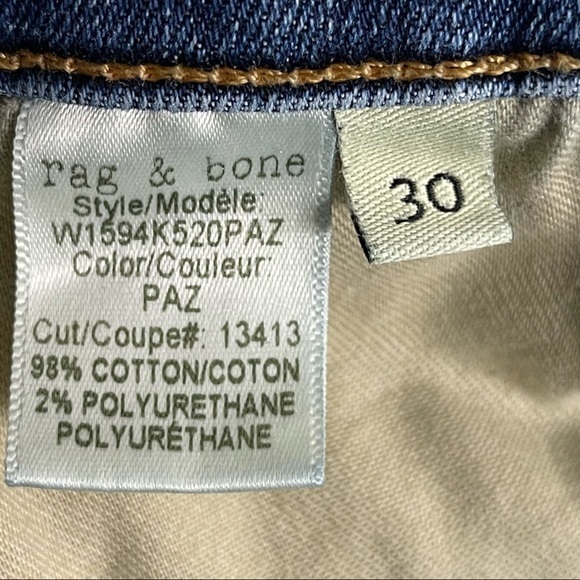 rag & bone
Style/Modèle:
W1594K520PAZ
Color/Couleur:
PAZ
Cut/Coupe#: 13413
98% COTTON/COTON
2% POLYURETHANE
POLYURÉTHANE
30